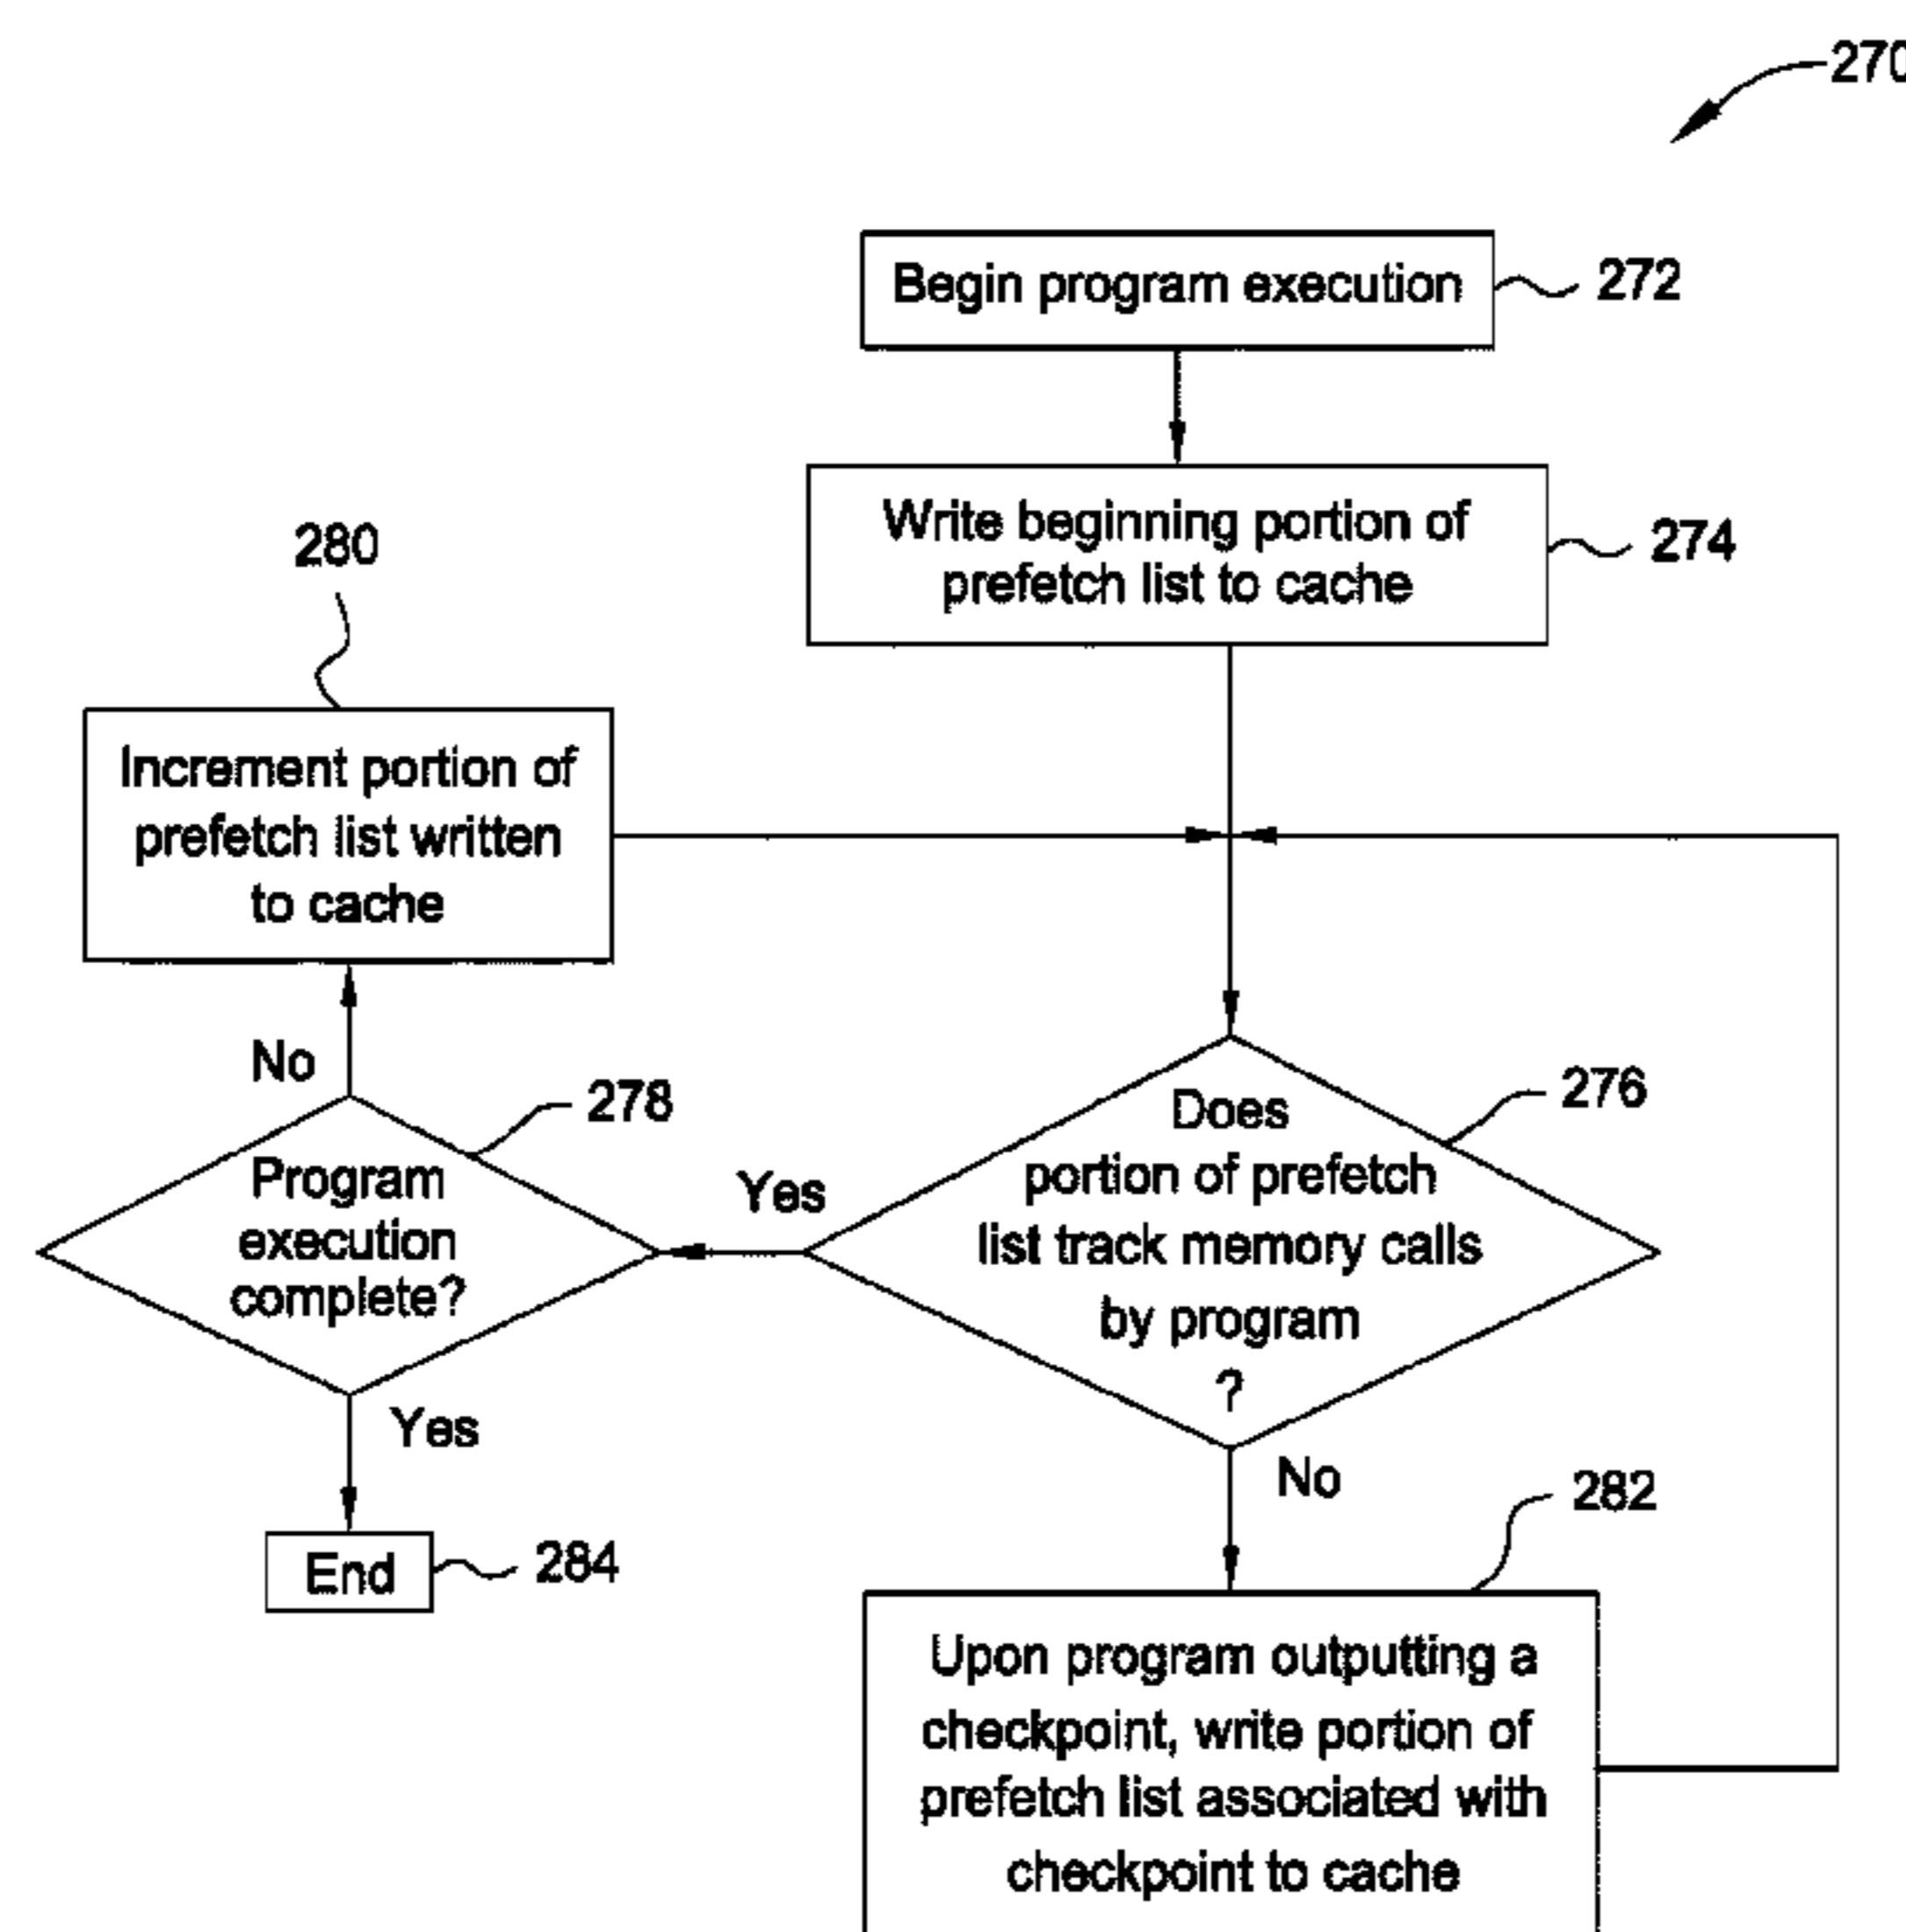 270
Begin program execution
272
Write beginning portion of
prefetch list to cache
274
280
Increment portion of
prefetch list written
to cache
No
278
Program
execution
complete?
Yes
276
Does
portion of prefetch
list track memory calls
by program
?
Yes
End
284
No
282
Upon program outputting a
checkpoint, write portion of
prefetch list associated with
checkpoint to cache